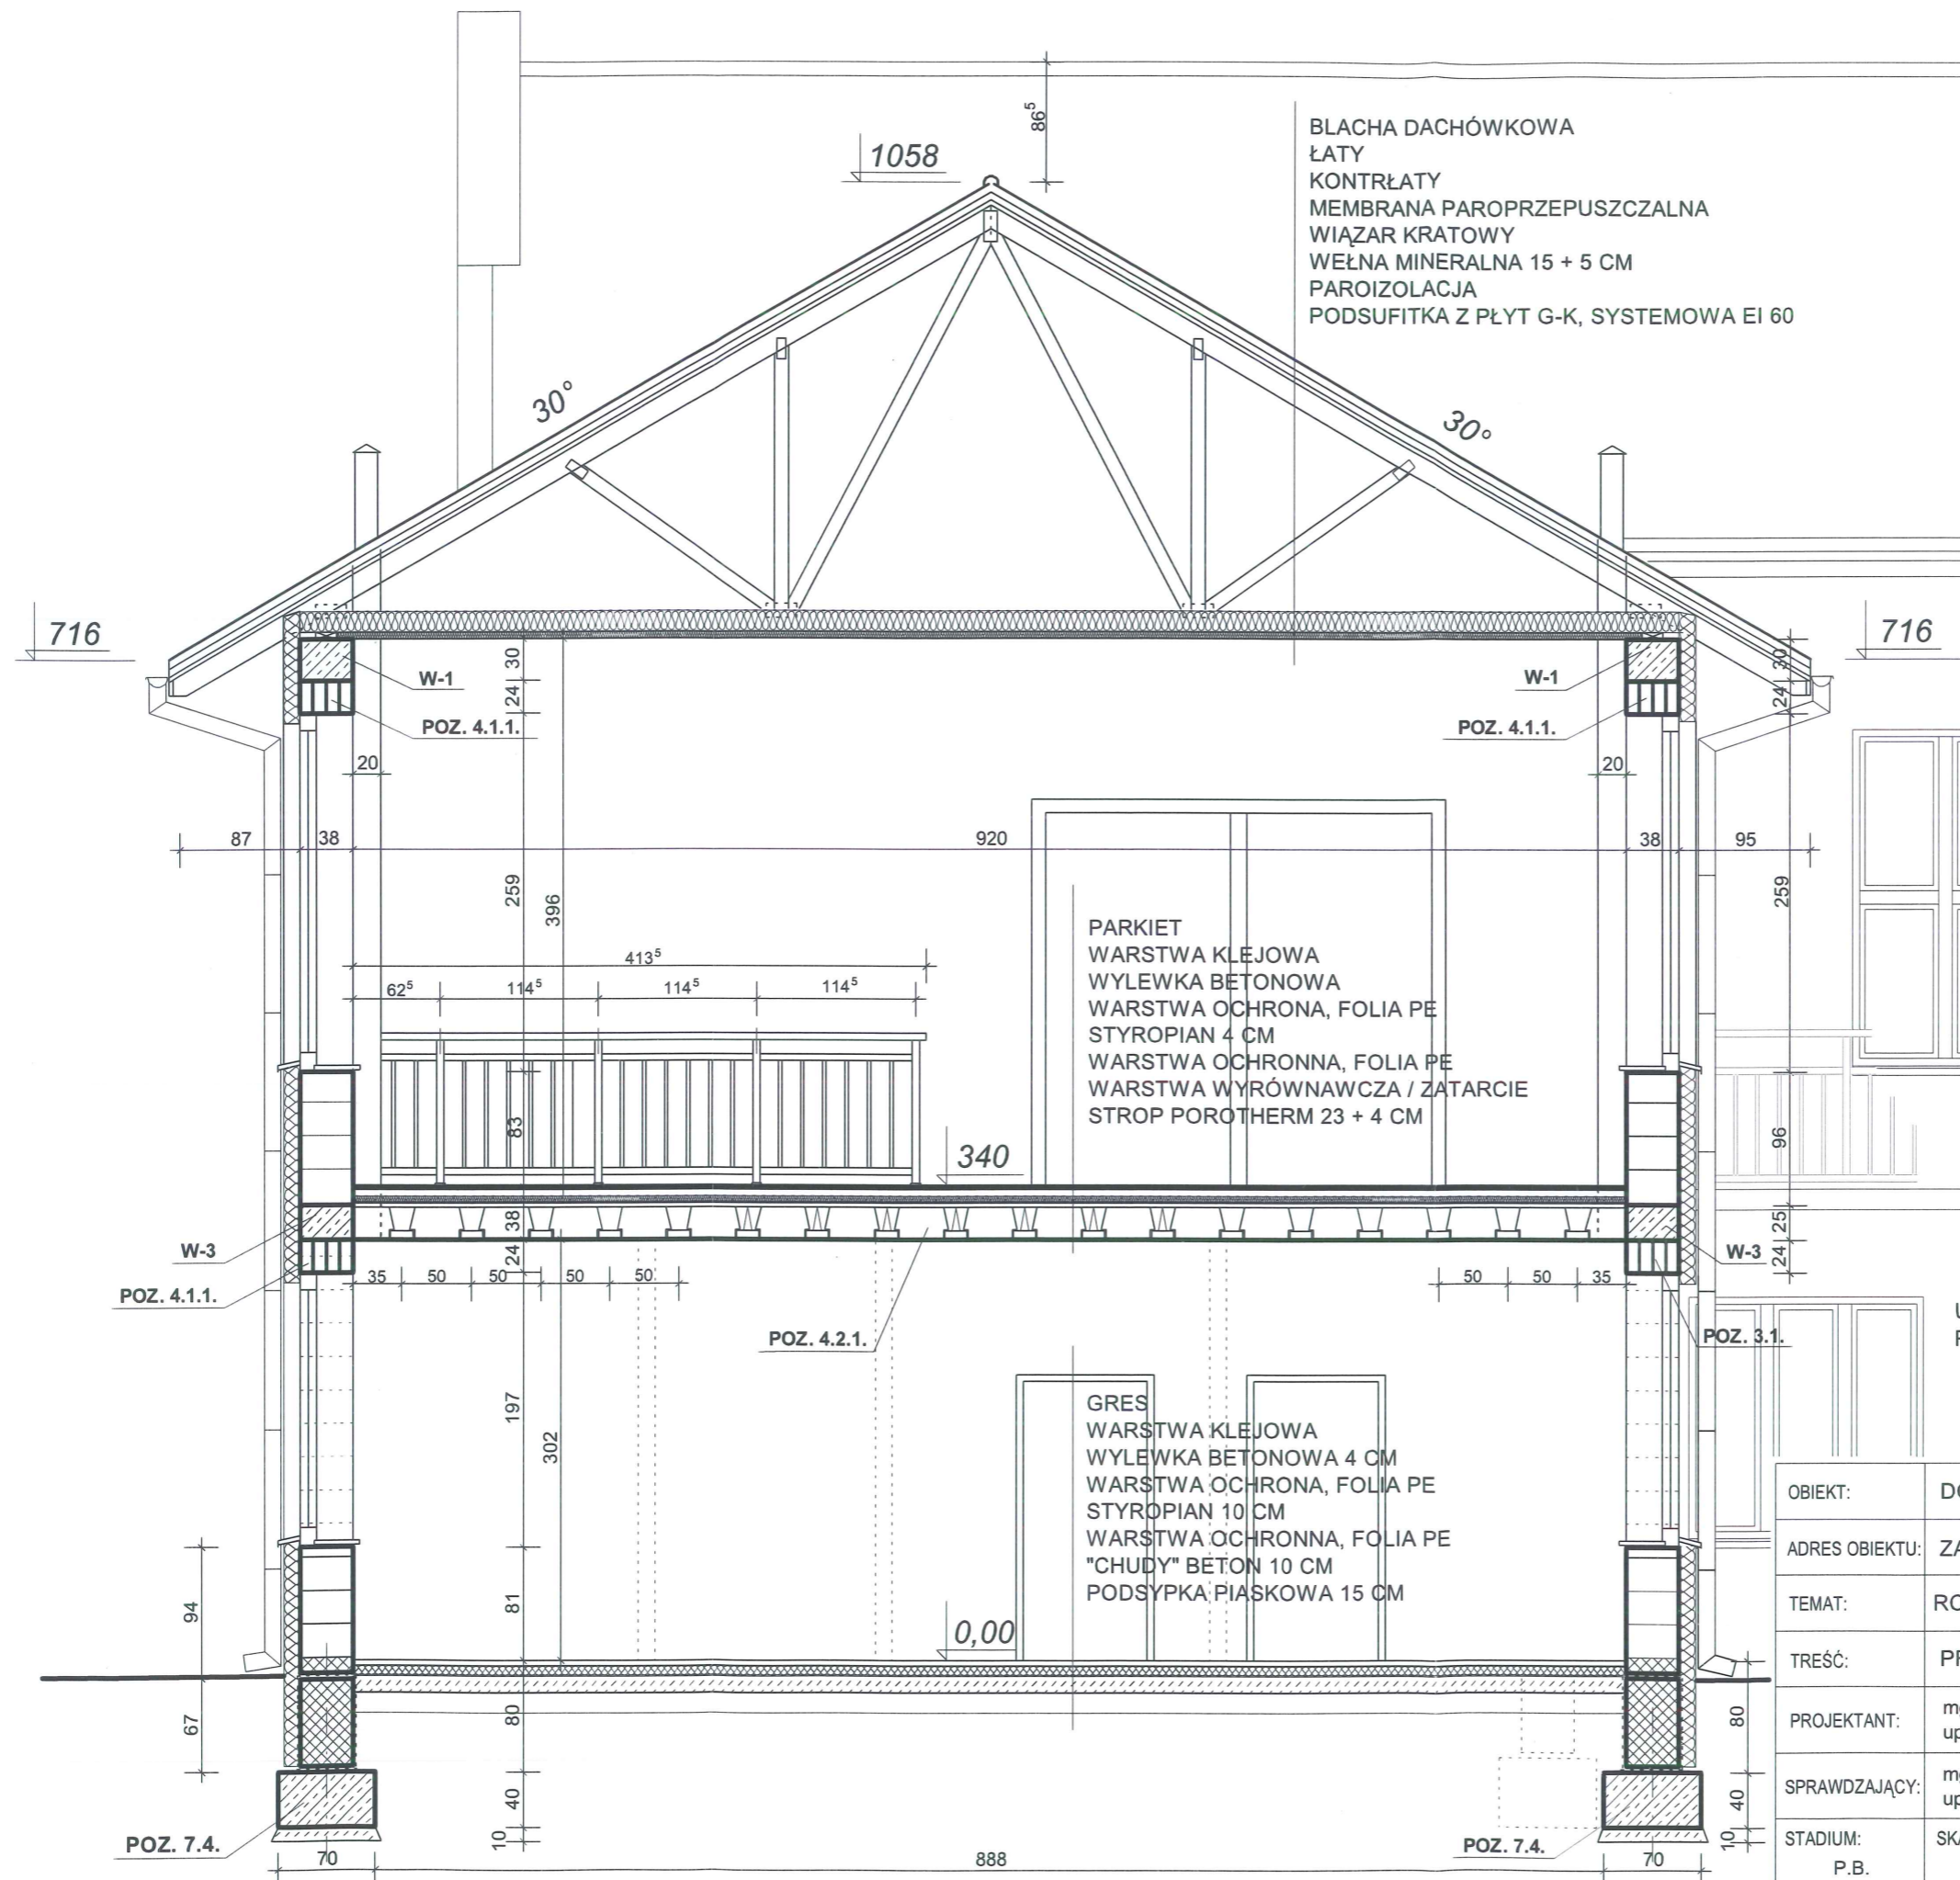 86⁵
1058
BLACHA DACHÓWKOWA
ŁATY
KONTRŁATY
MEMBRANA PAROPRZEPUSZCZALNA
WIĄZAR KRATOWY
WEŁNA MINERALNA 15 + 5 CM
PAROIZOLACJA
PODSUFITKA Z PŁYT G-K, SYSTEMOWA EI 60
30°
30°
716
716
30
24
W-1
POZ. 4.1.1.
W-1
POZ. 4.1.1.
30
24
20
20
87
38
920
38
95
259
396
259
413⁵
62⁵
114⁵
114⁵
114⁵
PARKIET
WARSTWA KLEJOWA
WYLEWKA BETONOWA
WARSTWA OCHRONA, FOLIA PE
STYROPIAN 4 CM
WARSTWA OCHRONNA, FOLIA PE
WARSTWA WYRÓWNAWCZA / ZATARCIE
STROP POROTHERM 23 + 4 CM
83
96
340
38
25
24
24
W-3
W-3
POZ. 4.1.1.
35
50
50
50
50
50
50
35
POZ. 4.2.1.
POZ. 3.1.
197
302
GRES
WARSTWA KLEJOWA
WYLEWKA BETONOWA 4 CM
WARSTWA OCHRONA, FOLIA PE
STYROPIAN 10 CM
WARSTWA OCHRONNA, FOLIA PE
"CHUDY" BETON 10 CM
PODSYPKA PIASKOWA 15 CM
94
81
0,00
67
80
80
40
40
10
10
POZ. 7.4.
POZ. 7.4.
70
888
70
OBIEKT:
ADRES OBIEKTU:
TEMAT:
TREŚĆ:
PROJEKTANT:
SPRAWDZAJĄCY:
STADIUM:
P.B.